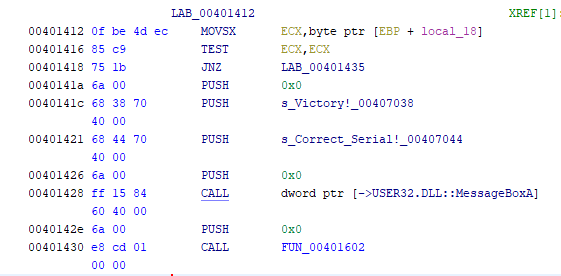 LAB_00401412 XREF[1]:
00401412 0f be 4d ec MOVSX ECX,byte ptr [EBP + local_18]
00401416 85 c9 TEST ECX,ECX
00401418 75 1b JNZ LAB_00401435
0040141a 6a 00 PUSH 0x0
0040141c 68 38 70 PUSH s_Victory!_00407038
40 00
00401421 68 44 70 PUSH s_Correct_Serial!_00407044
40 00
00401426 6a 00 PUSH 0x0
00401428 ff 15 84 CALL dword ptr [->USER32.DLL::MessageBoxA]
60 40 00
0040142e 6a 00 PUSH 0x0
00401430 e8 cd 01 CALL FUN_00401602
00 00